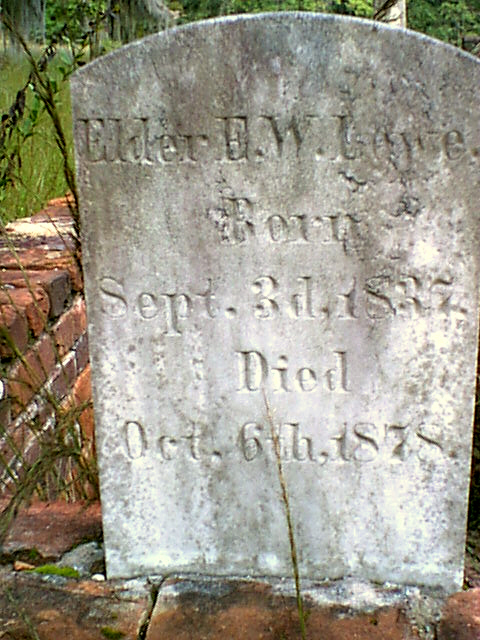 Elder E.W. Lowe.
Born
Sept. 3d, 1837.
Died
Oct. 6th, 1878.